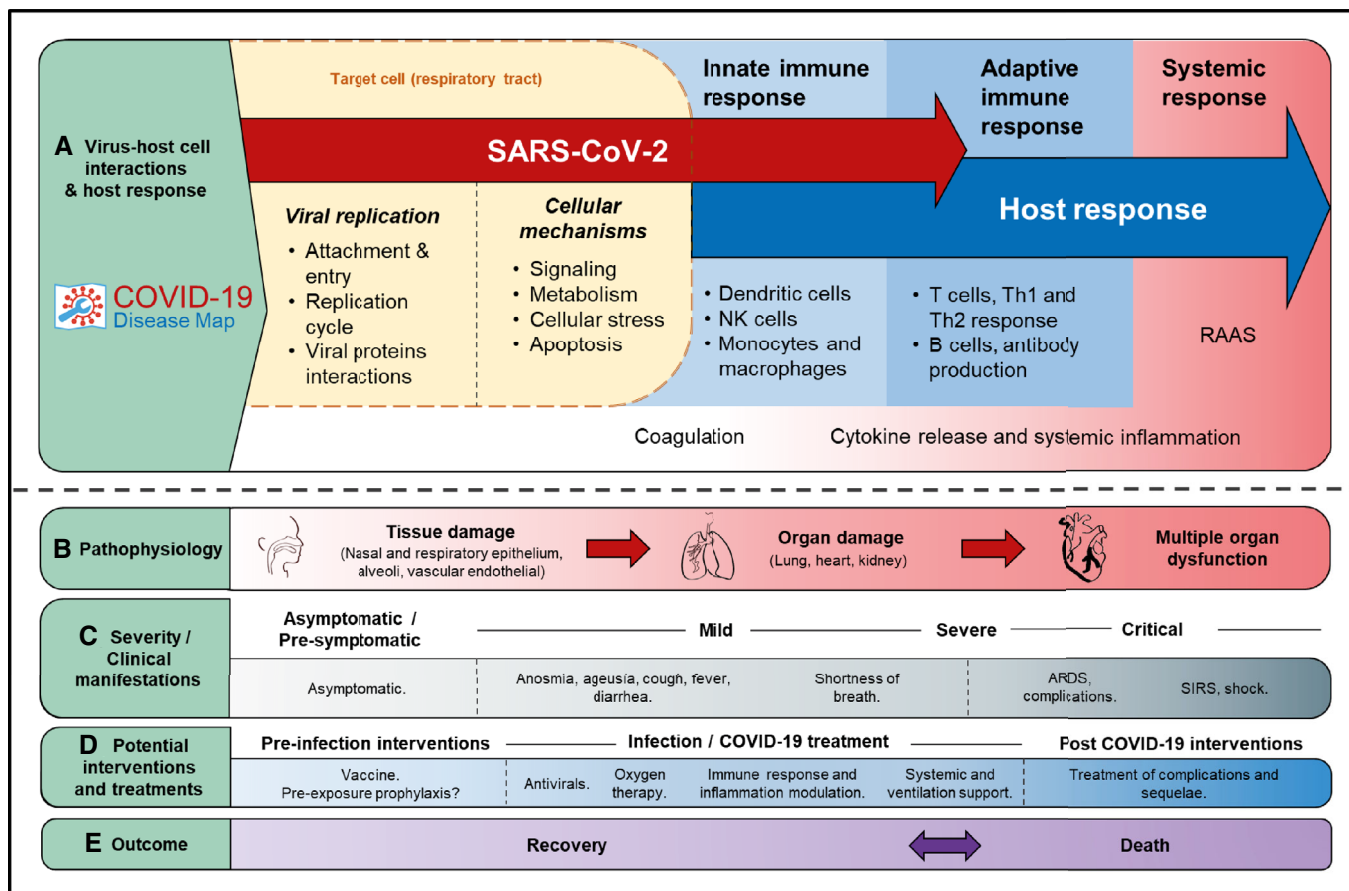 Target cell (respiratory tract)
Innate immune
response
Adaptive
immune
response
Systemic
response
A Virus-host cell
interactions
& host response
SARS-CoV-2
Host response
COVID-19
Disease Map
Viral replication
• Attachment &
entry
• Replication
cycle
• Viral proteins
interactions
Cellular
mechanisms
• Signaling
• Metabolism
• Cellular stress
• Apoptosis
• Dendritic cells
• NK cells
• Monocytes and
macrophages
• T cells, Th1 and
Th2 response
• B cells, antibody
production
RAAS
Coagulation
Cytokine release and systemic inflammation
B Pathophysiology
Tissue damage
(Nasal and respiratory epithelium,
alveoli, vascular endothelial)
Organ damage
(Lung, heart, kidney)
Multiple organ
dysfunction
C Severity /
Clinical
manifestations
Asymptomatic /
Pre-symptomatic
Mild
Severe
Critical
Asymptomatic.
Anosmia, ageusia, cough, fever,
diarrhea.
Shortness of
breath.
ARDS,
complications.
SIRS, shock.
D Potential
interventions
and treatments
Pre-infection interventions
Infection / COVID-19 treatment
Post COVID-19 interventions
Vaccine.
Pre-exposure prophylaxis?
Antivirals.
Oxygen
therapy.
Immune response and
inflammation modulation.
Systemic and
ventilation support.
Treatment of complications and
sequelae.
E Outcome
Recovery
Death